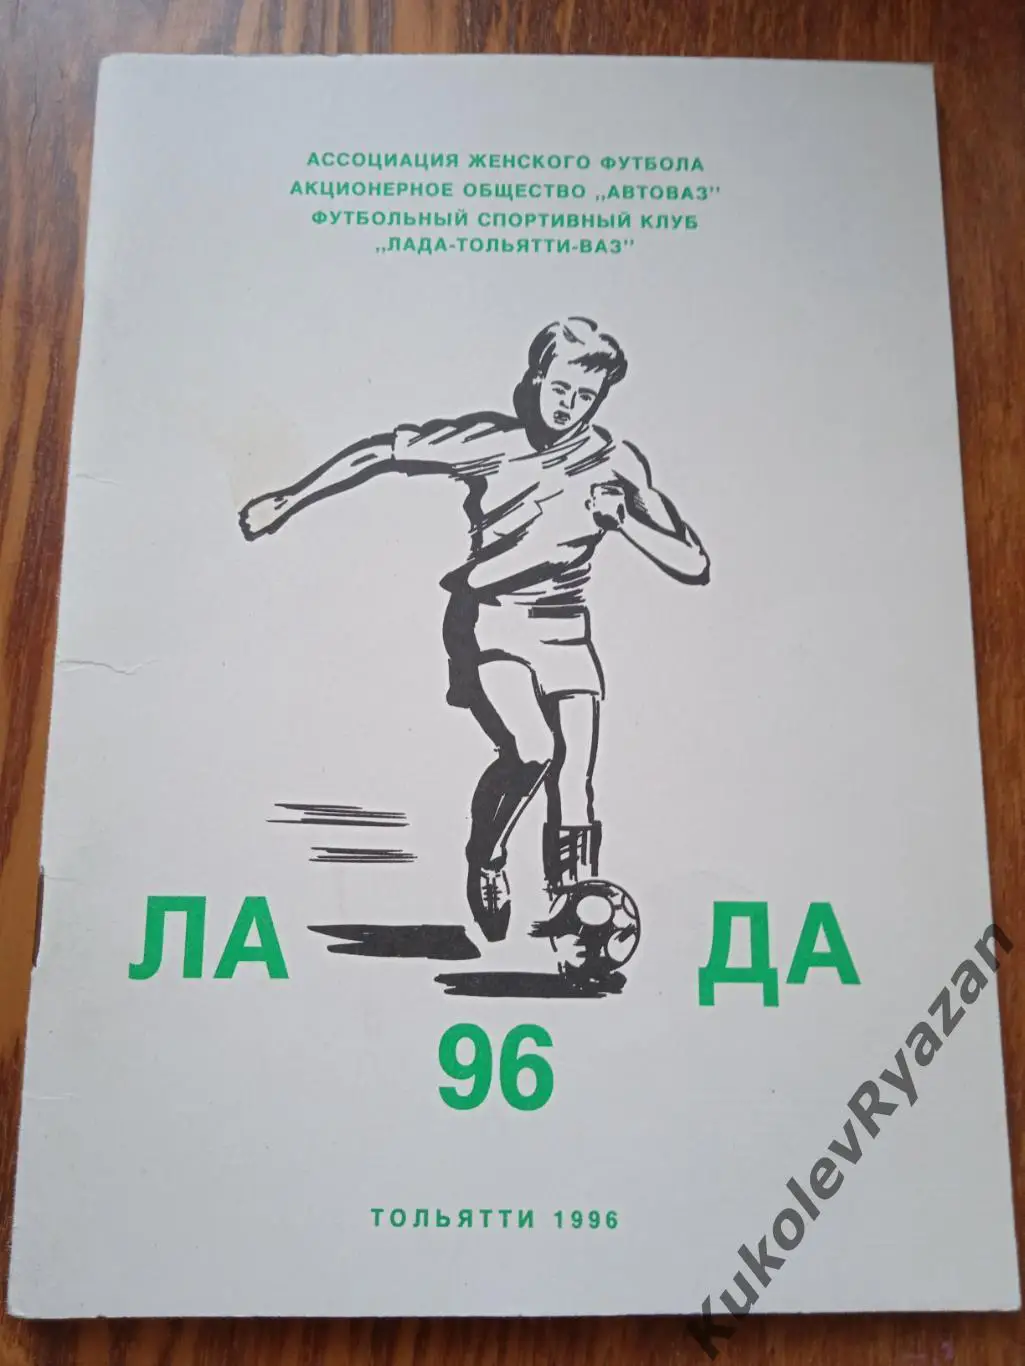 АССОЦИАЦИЯ ЖЕНСКОГО ФУТБОЛА
АКЦИОНЕРНОЕ ОБЩЕСТВО „АВТОВАЗ"
ФУТБОЛЬНЫЙ СПОРТИВНЫЙ КЛУБ
„ЛАДА-ТОЛЬЯТТИ-ВАЗ"
ЛА ДА
96
ТОЛЬЯТТИ 1996
KukolevRyazan